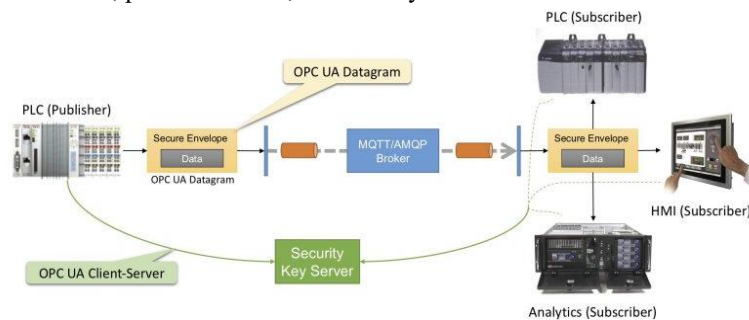 PLC (Subscriber)
OPC UA Datagram
PLC (Publisher)
Secure Envelope
Data
OPC UA Datagram
MQTT/AMQP
Broker
Secure Envelope
Data
HMI (Subscriber)
Security
Key Server
OPC UA Client-Server
Analytics (Subscriber)